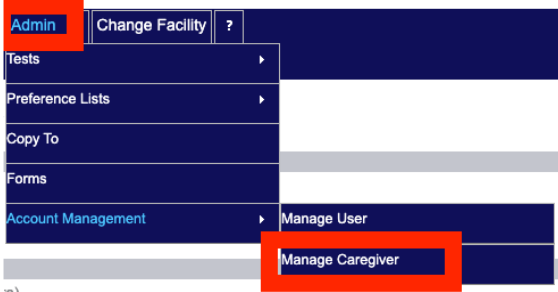 Admin Change Facility ?
Tests
Preference Lists
Copy To
Forms
Account Management Manage User
Manage Caregiver